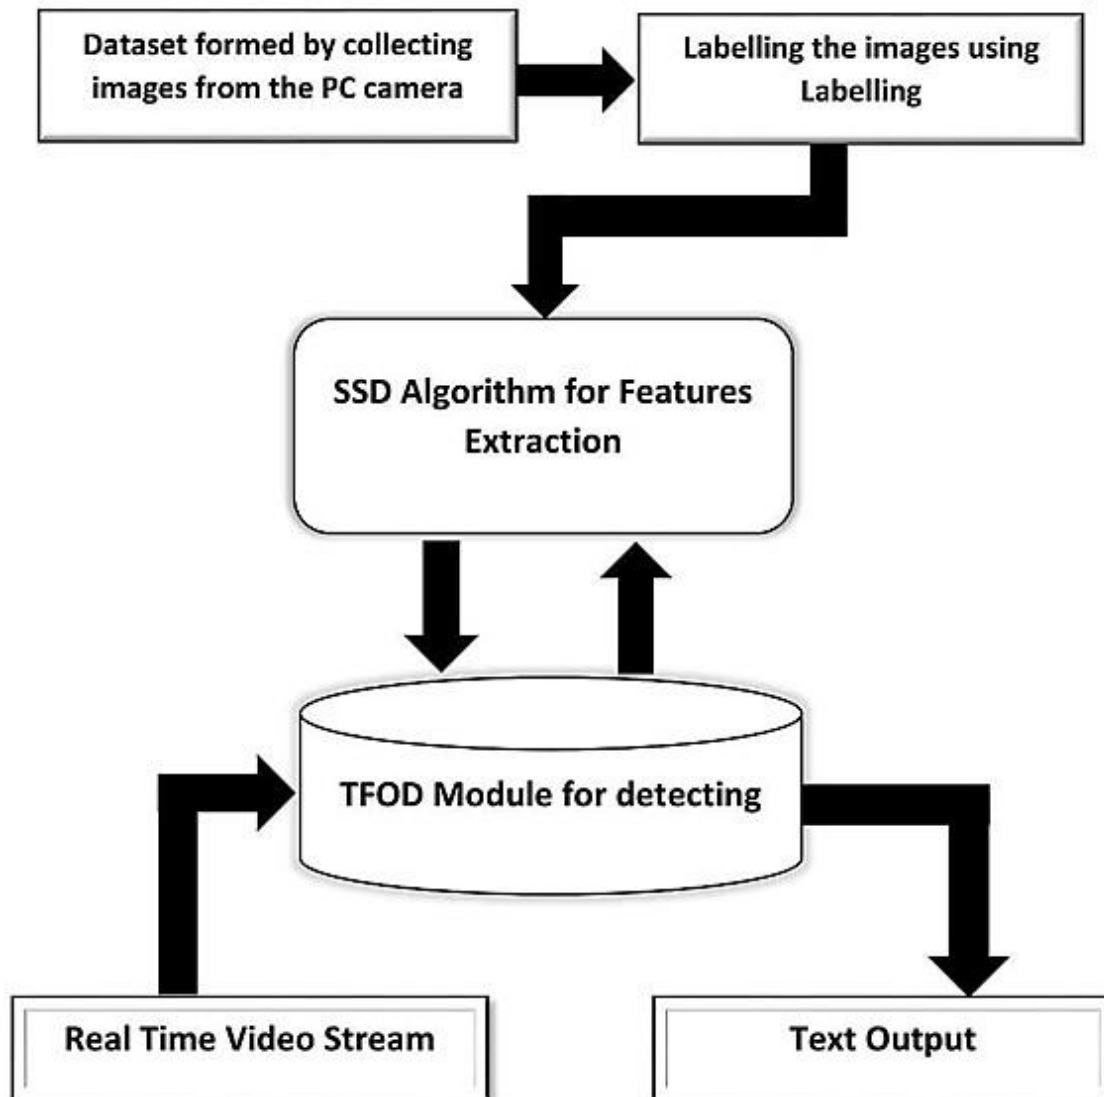 Dataset formed by collecting
images from the PC camera
Labelling the images using
Labelling
SSD Algorithm for Features
Extraction
TFOD Module for detecting
Real Time Video Stream
Text Output